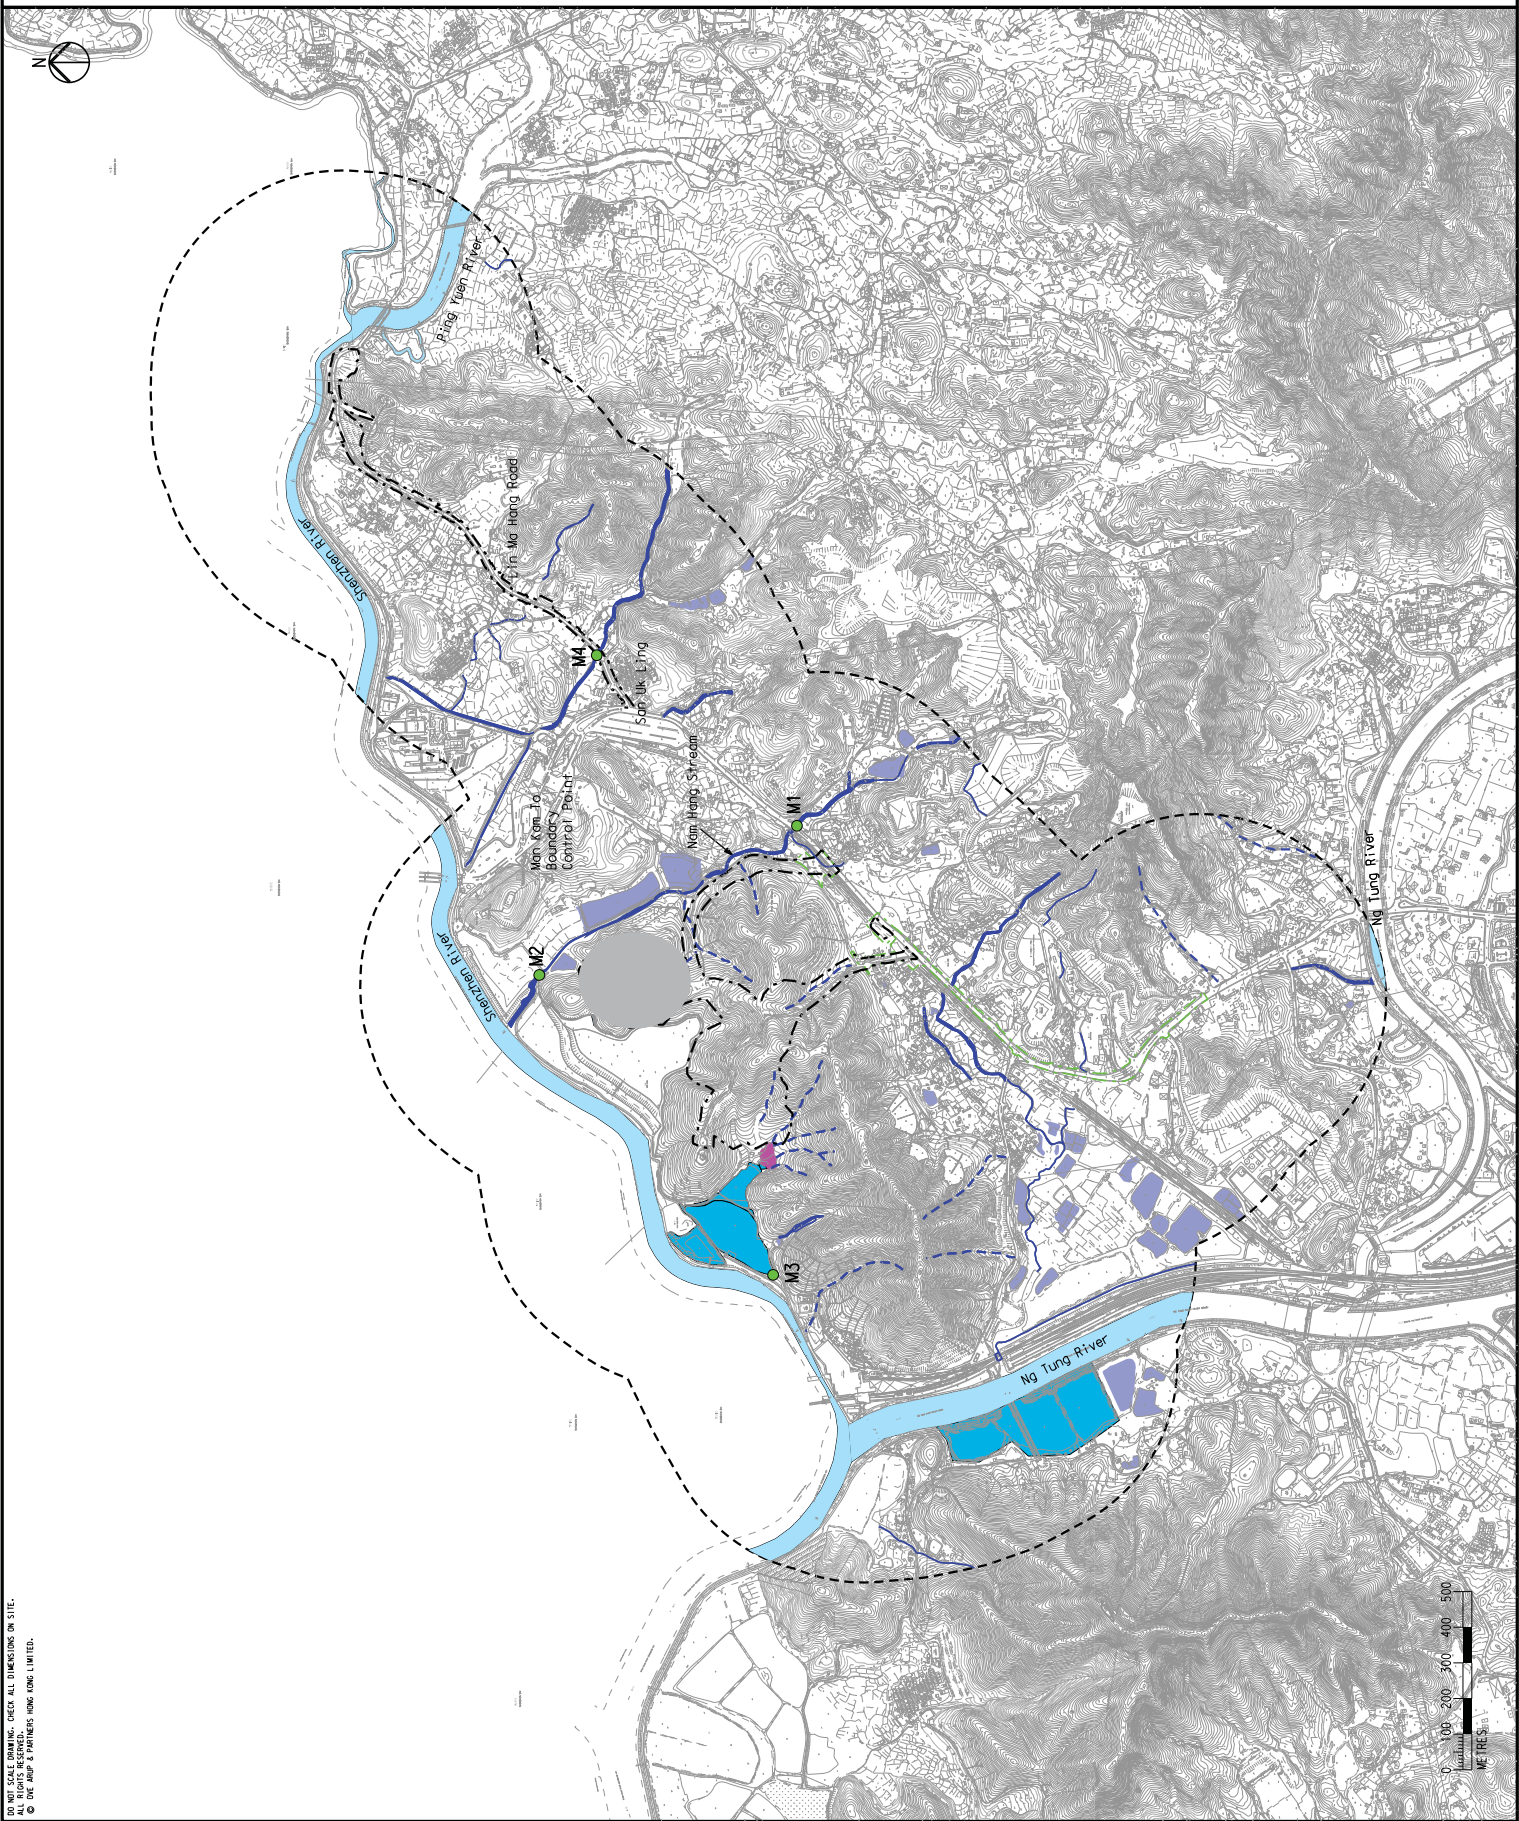 DO NOT SCALE DRAWING. CHECK ALL DIMENSIONS ON SITE.
ALL RIGHTS RESERVED.
© OVE ARUP & PARTNERS HONG KONG LIMITED.
N
Ping Yuen River
Shenzhen River
Lin Ma Hang Road
M4
San Uk Ling
Nam Hang Stream
Man Kam To
Boundary
Control Point
M1
M2
Shenzhen River
Ng Tung River
M3
Ng Tung River
0 100 200 300 400 500
METRES